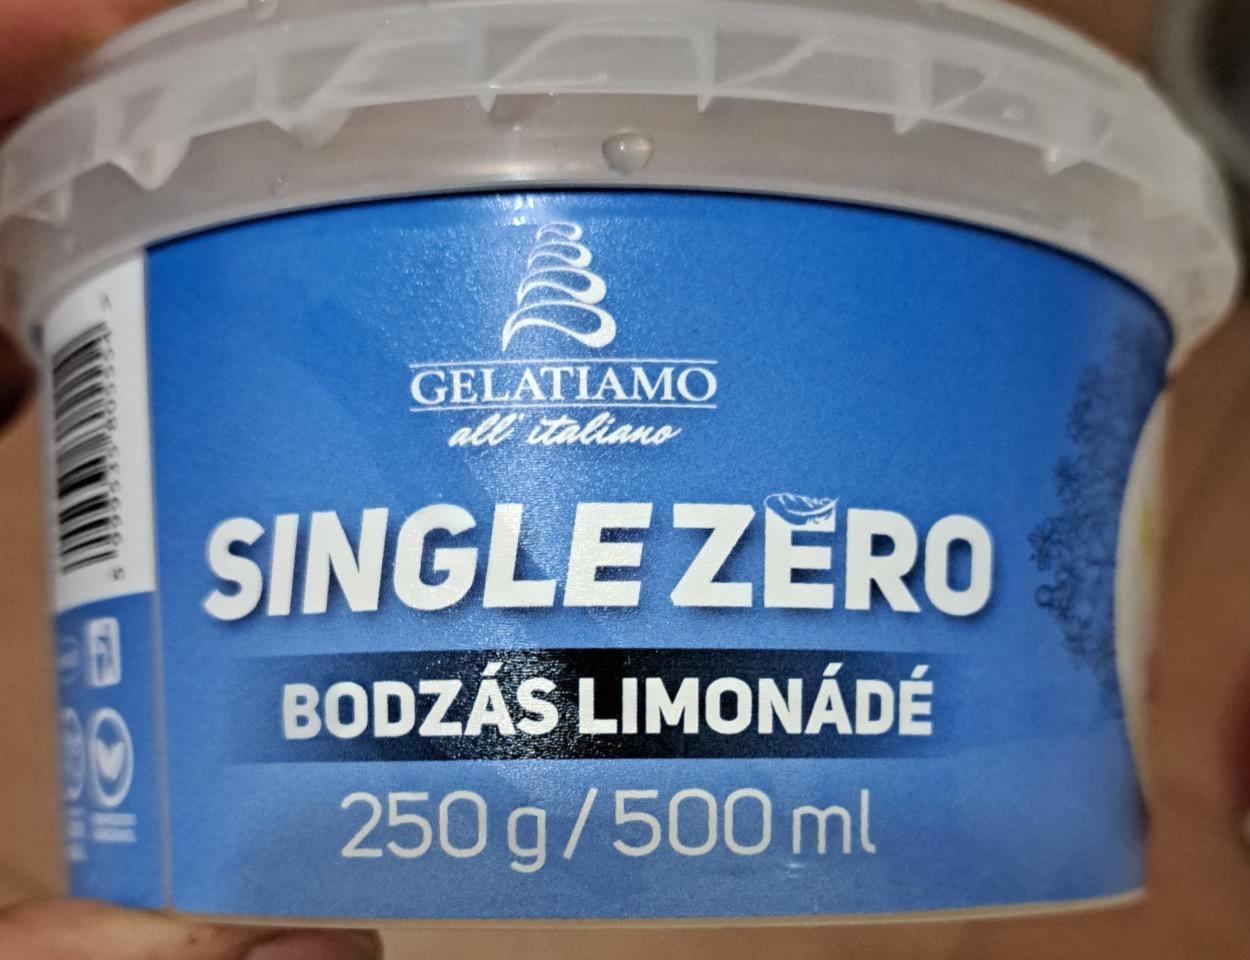 GELATIAMO
all' italiano
SINGLE ZERO
BODZÁS LIMONÁDÉ
250 g / 500 ml